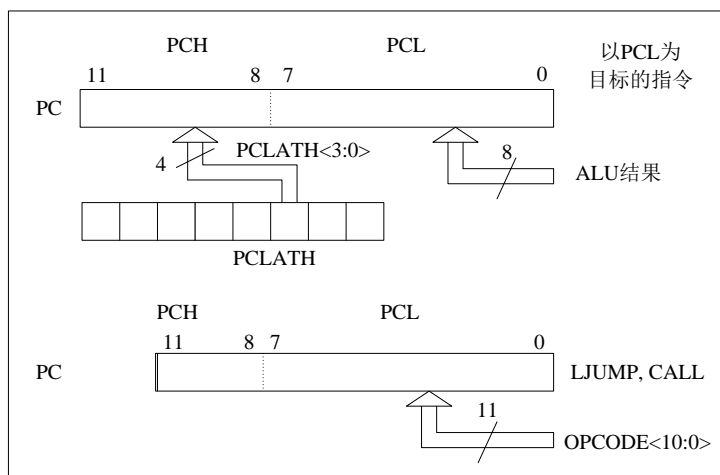 PCH
PCL
以PCL为
目标的指令
11
8
7
0
PC
4
PCLATH<3:0>
8
ALU结果
PCLATH
PCH
PCL
11
8
7
0
PC
LJUMP, CALL
11
OPCODE<10:0>